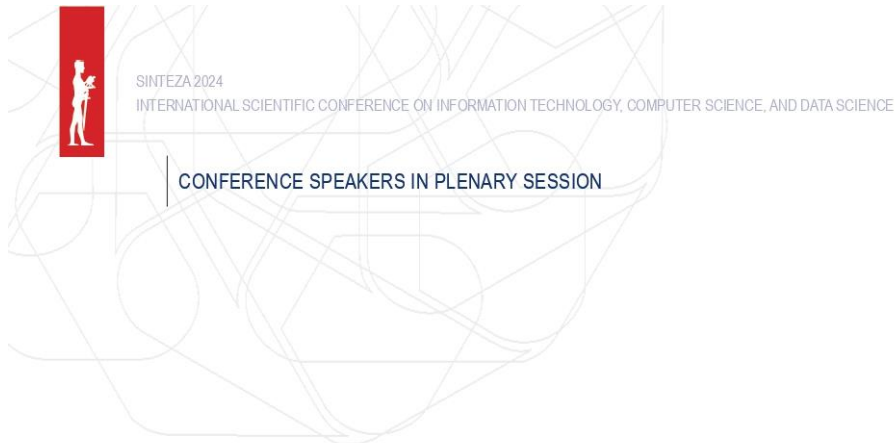 SINTEZA 2024
INTERNATIONAL SCIENTIFIC CONFERENCE ON INFORMATION TECHNOLOGY, COMPUTER SCIENCE, AND DATA SCIENCE
CONFERENCE SPEAKERS IN PLENARY SESSION